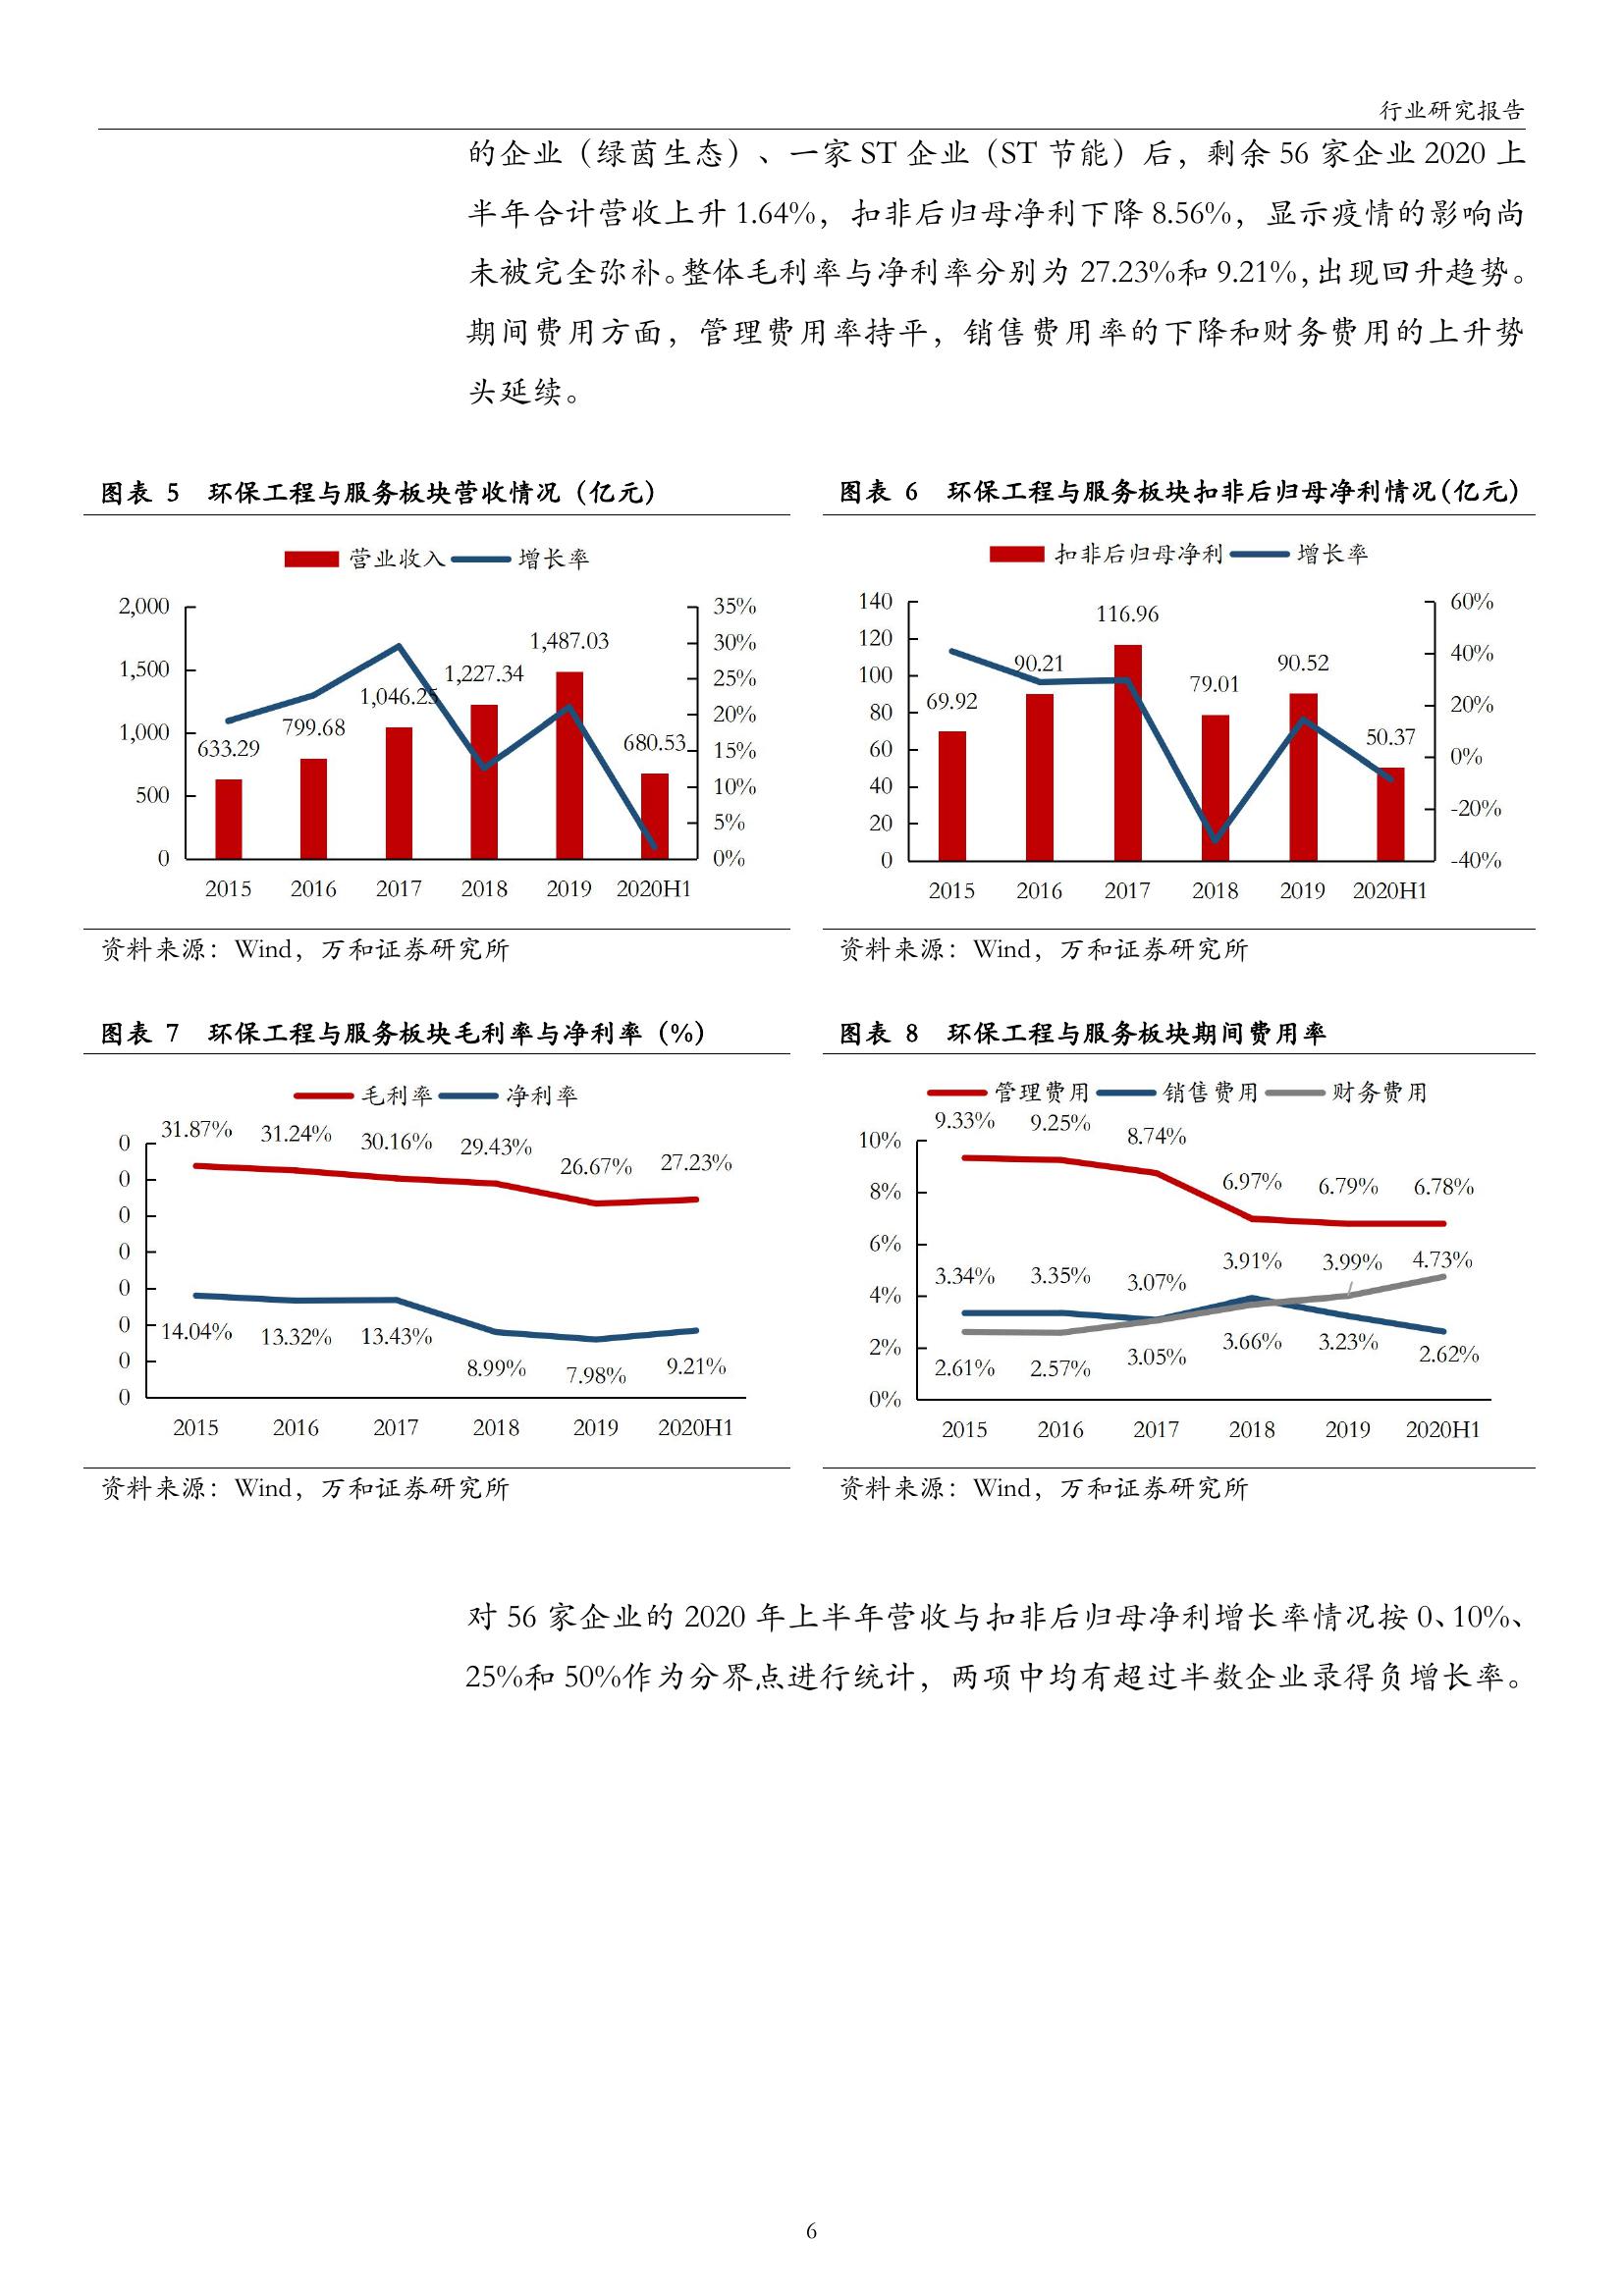 行业研究报告
的企业（绿茵生态）、一家 ST 企业（ST 节能）后，剩余 56 家企业 2020 上
半年合计营收上升 1.64%，扣非后归母净利下降 8.56%，显示疫情的影响尚
未被完全弥补。整体毛利率与净利率分别为 27.23%和 9.21%，出现回升趋势。
期间费用方面，管理费用率持平，销售费用率的下降和财务费用的上升势
头延续。
图表 5 环保工程与服务板块营收情况（亿元）
营业收入 增长率
2,000
1,500
1,000
500
0
35%
30%
25%
20%
15%
10%
5%
0%
633.29
799.68
1,046.25
1,227.34
1,487.03
680.53
2015 2016 2017 2018 2019 2020H1
资料来源：Wind，万和证券研究所
图表 6 环保工程与服务板块扣非后归母净利情况（亿元）
扣非后归母净利 增长率
140
120
100
80
60
40
20
0
60%
40%
20%
0%
-20%
-40%
69.92
90.21
116.96
79.01
90.52
50.37
2015 2016 2017 2018 2019 2020H1
资料来源：Wind，万和证券研究所
图表 7 环保工程与服务板块毛利率与净利率（%）
毛利率 净利率
0
0
0
0
0
0
0
0
31.87% 31.24% 30.16% 29.43% 26.67% 27.23%
14.04% 13.32% 13.43% 8.99% 7.98% 9.21%
2015 2016 2017 2018 2019 2020H1
资料来源：Wind，万和证券研究所
图表 8 环保工程与服务板块期间费用率
管理费用 销售费用 财务费用
10%
8%
6%
4%
2%
0%
9.33% 9.25% 8.74% 6.97% 6.79% 6.78%
3.34% 3.35% 3.07% 3.91% 3.99% 4.73%
2.61% 2.57% 3.05% 3.66% 3.23% 2.62%
2015 2016 2017 2018 2019 2020H1
资料来源：Wind，万和证券研究所
对 56 家企业的 2020 年上半年营收与扣非后归母净利增长率情况按 0、10%、
25%和 50%作为分界点进行统计，两项中均有超过半数企业录得负增长率。
6